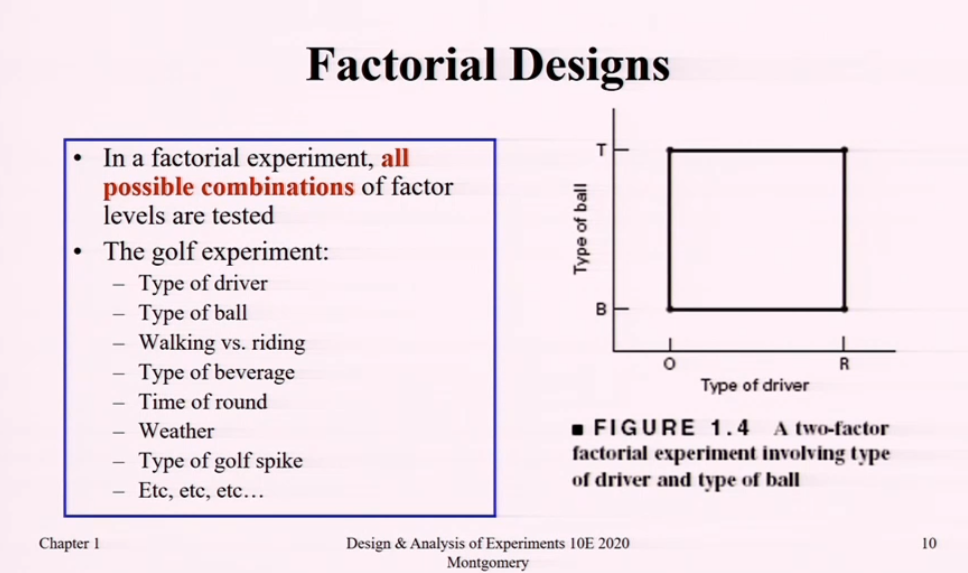 Factorial Designs
• In a factorial experiment, all
possible combinations of factor
levels are tested
• The golf experiment:
– Type of driver
– Type of ball
– Walking vs. riding
– Type of beverage
– Time of round
– Weather
– Type of golf spike
– Etc, etc, etc…
T
Type of ball
B
O
R
Type of driver
■ FIGURE 1.4 A two-factor
factorial experiment involving type
of driver and type of ball
Chapter 1
Design & Analysis of Experiments 10E 2020
Montgomery
10